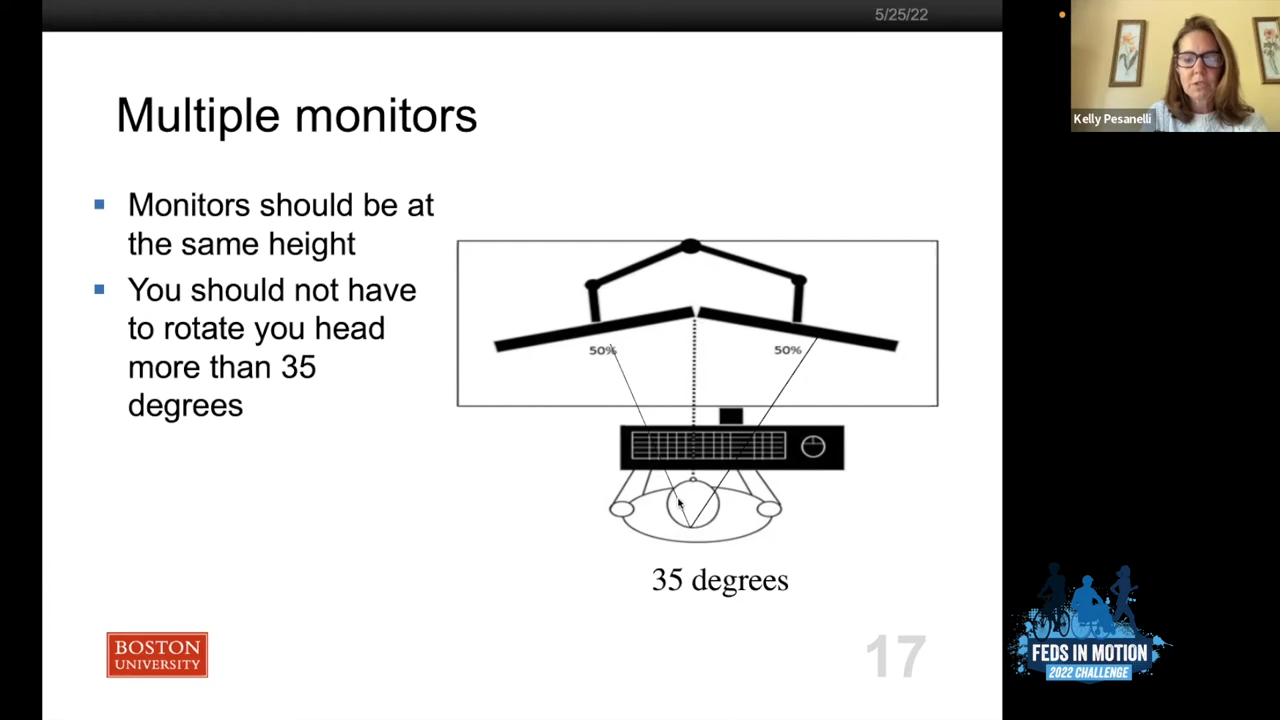 5/25/22
Kelly Pesanelli
Multiple monitors
Monitors should be at
the same height
You should not have
to rotate you head
more than 35
degrees
50%
50%
35 degrees
BOSTON
UNIVERSITY
17
FEDS IN MOTION
2022 CHALLENGE